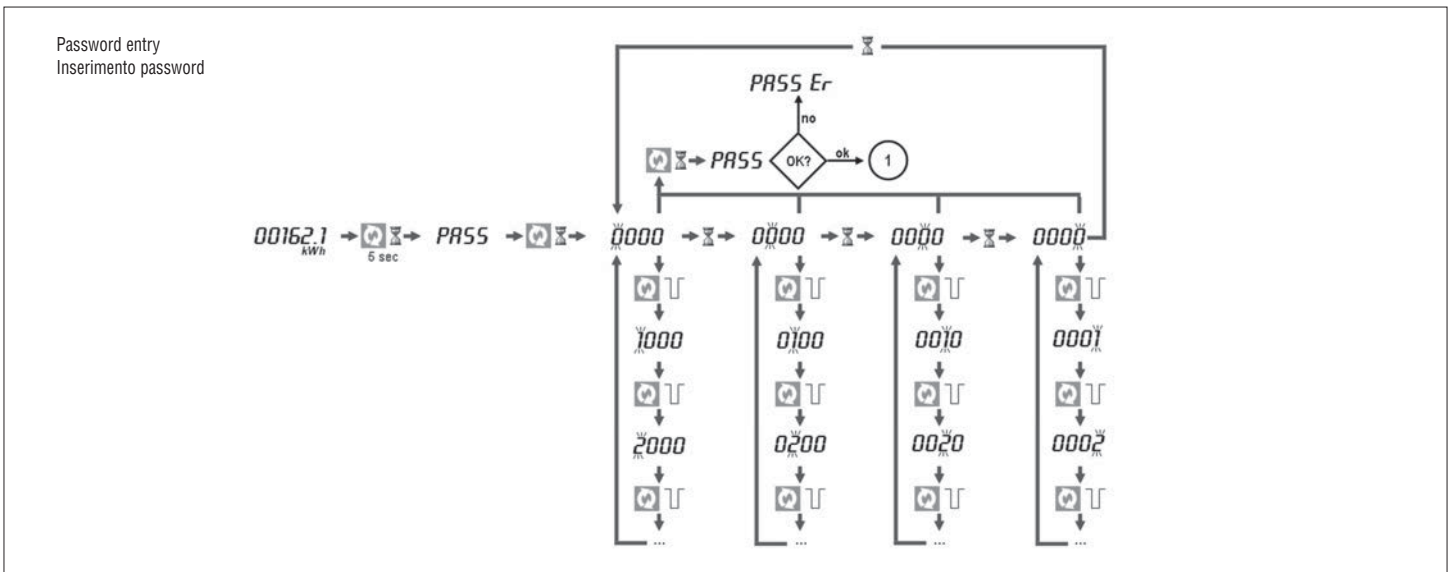 Password entry
Inserimento password
PASS Er
no
PASS
OK?
ok
1
00162.1
kWh
5 sec
PASS
0000
0000
0000
0000
1000
0100
0010
0001
2000
0200
0020
0002
...
...
...
...